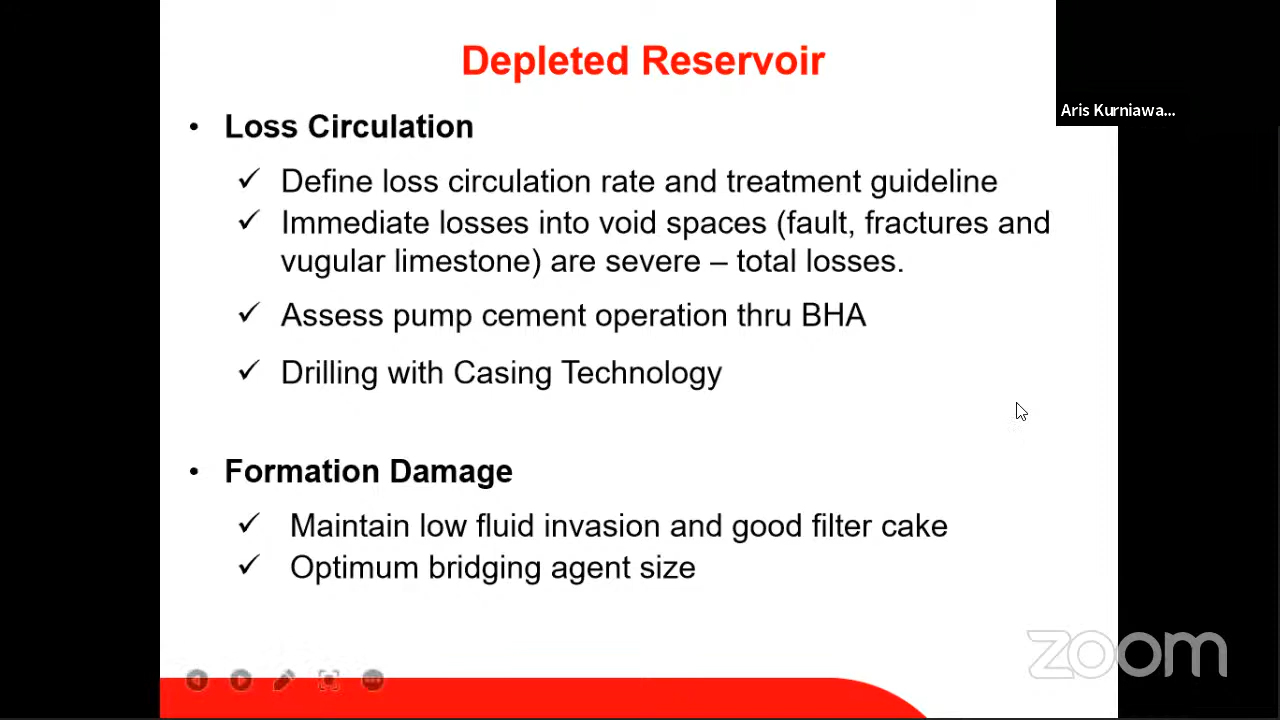 Depleted Reservoir
Aris Kurniawa...
• Loss Circulation
✓ Define loss circulation rate and treatment guideline
✓ Immediate losses into void spaces (fault, fractures and
vugular limestone) are severe – total losses.
✓ Assess pump cement operation thru BHA
✓ Drilling with Casing Technology
• Formation Damage
✓ Maintain low fluid invasion and good filter cake
✓ Optimum bridging agent size
zoom